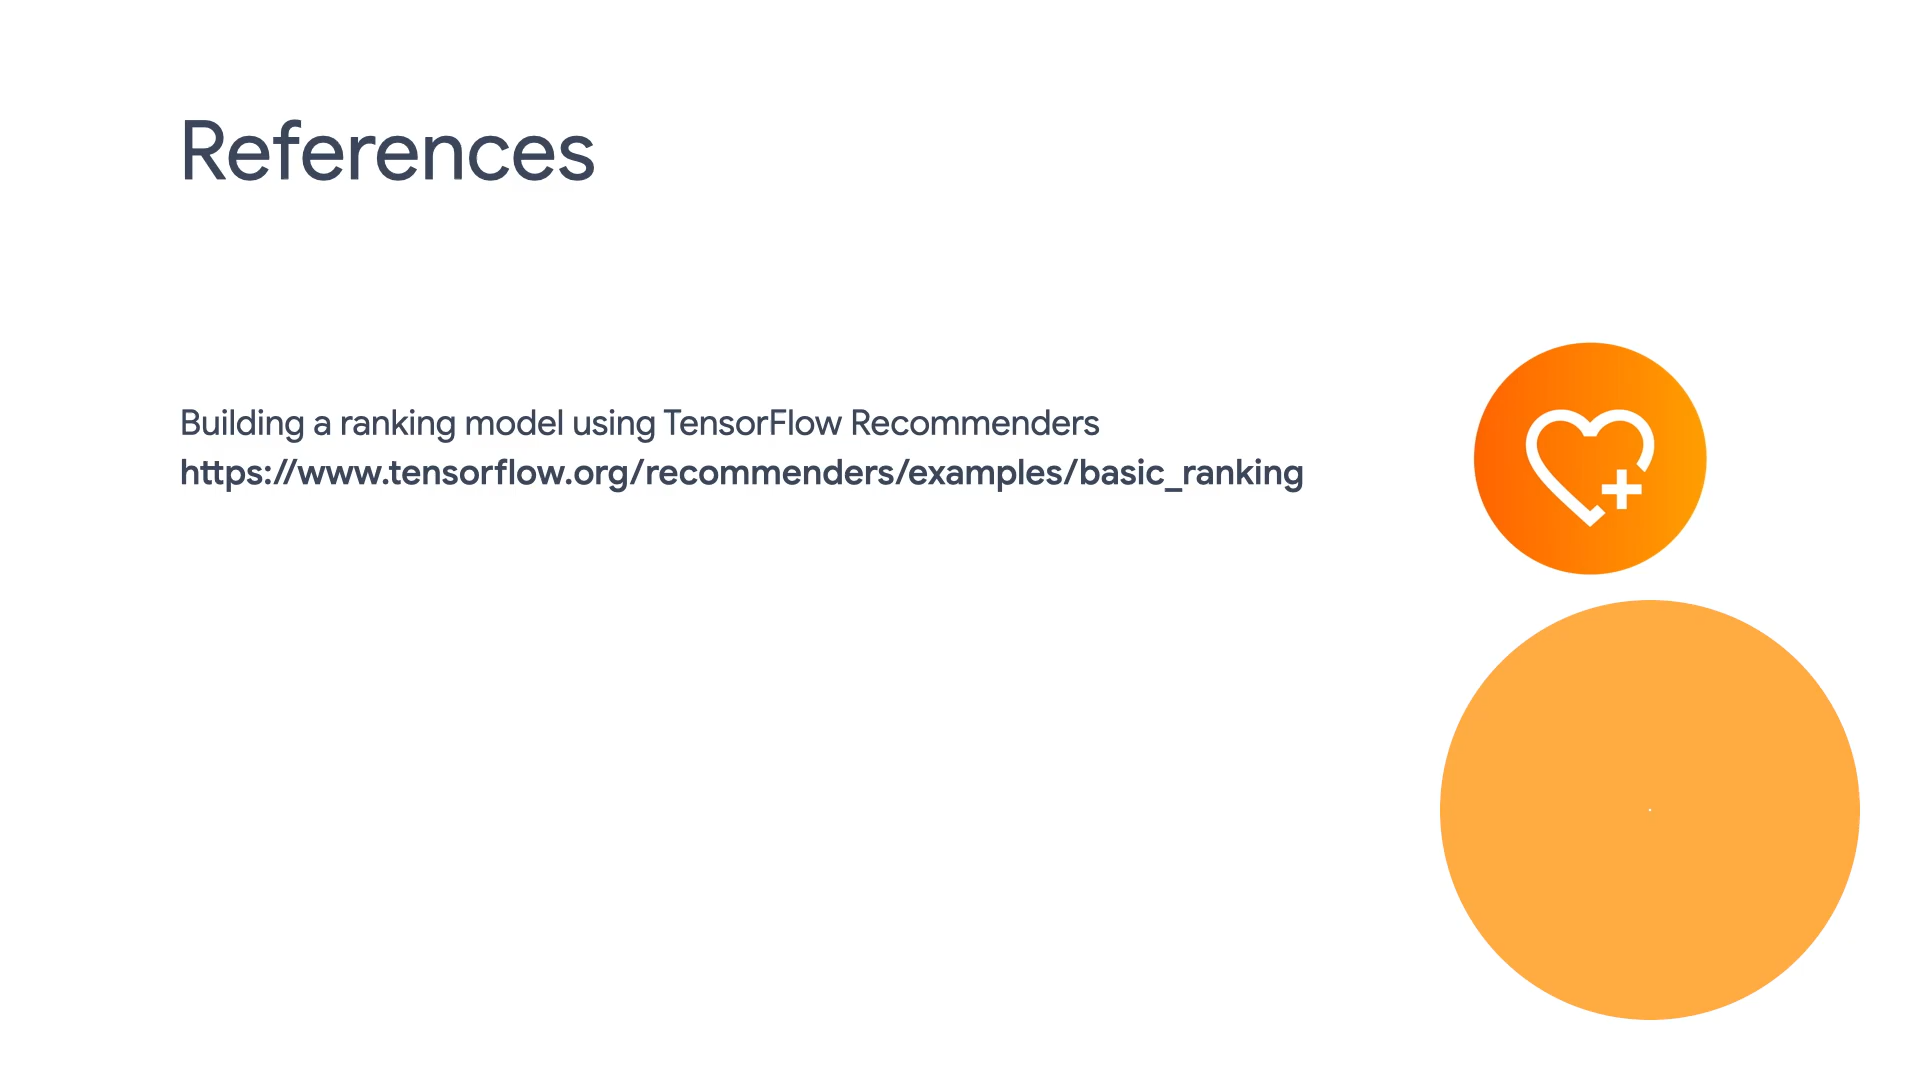 References
Building a ranking model using TensorFlow Recommenders
https://www.tensorflow.org/recommenders/examples/basic_ranking